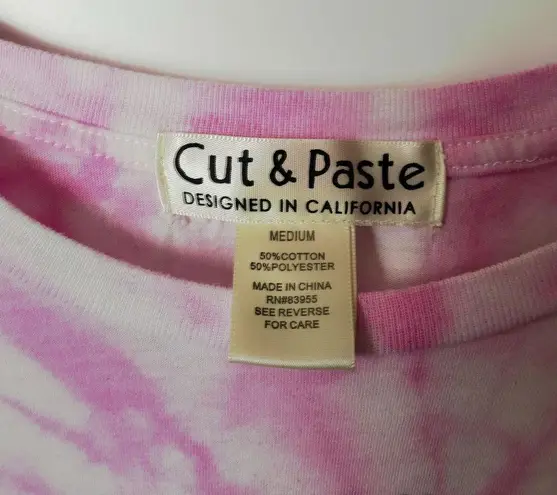 Cut & Paste
DESIGNED IN CALIFORNIA
MEDIUM
50%COTTON
50%POLYESTER
MADE IN CHINA
RN#83955
SEE REVERSE
FOR CARE